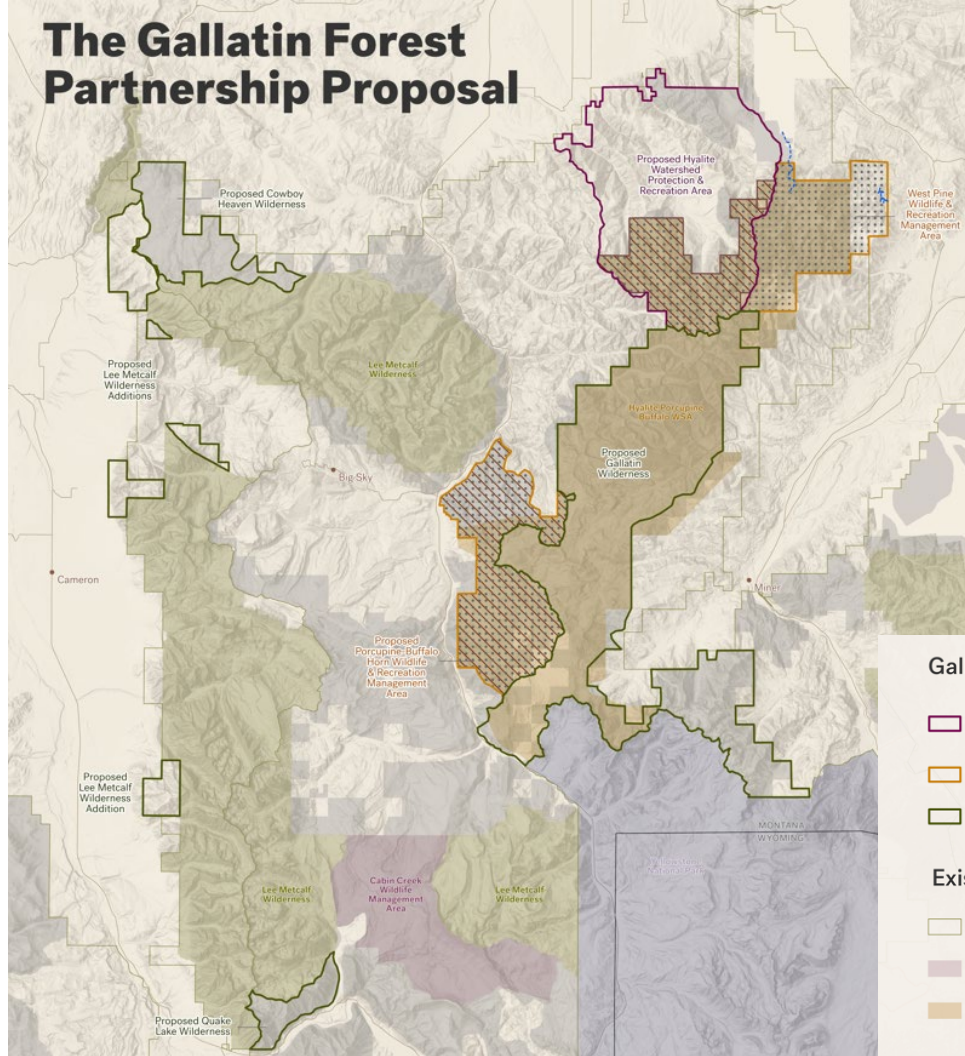 The Gallatin Forest
Partnership Proposal
Proposed Hyalite
Watershed
Protection &
Recreation Area
Proposed Cowboy
Heaven Wilderness
West Pine
Wildlife &
Recreation
Management
Area
Proposed
Lee Metcalf
Wilderness
Additions
Lee Metcalf
Wilderness
Hyalite Porcupine
Buffalo WSA
Proposed
Gallatin
Wilderness
Big Sky
Cameron
Miner
Proposed
Porcupine-Buffalo
Horn Wildlife
& Recreation
Management
Area
Gal
Proposed
Lee Metcalf
Wilderness
Addition
MONTANA
WYOMING
National Park
Exis
Lee Metcalf
Wilderness
Cabin Creek
Wildlife
Management
Area
Lee Metcalf
Wilderness
Proposed Quake
Lake Wilderness